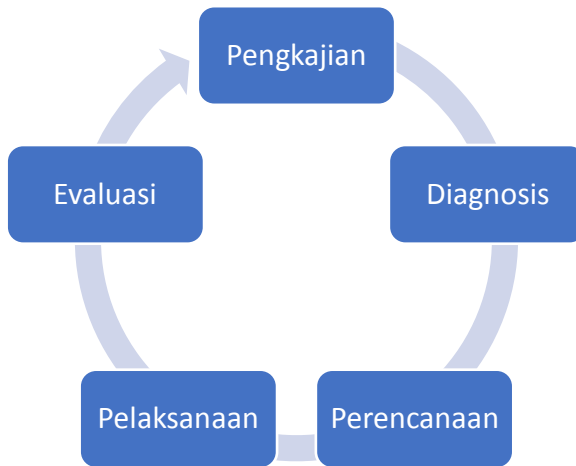 Pengkajian
Diagnosis
Perencanaan
Pelaksanaan
Evaluasi